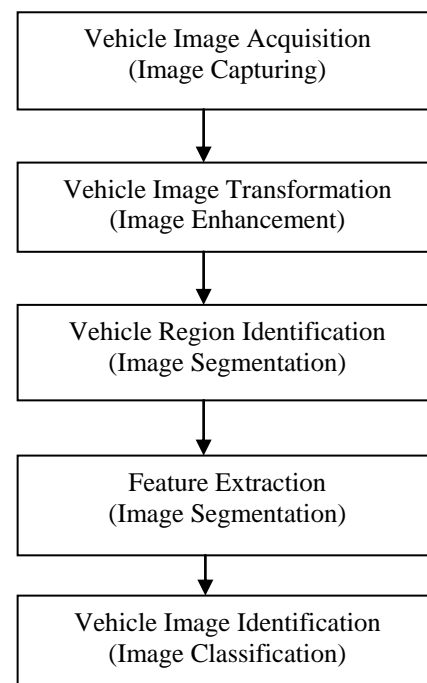 Vehicle Image Acquisition
(Image Capturing)
Vehicle Image Transformation
(Image Enhancement)
Vehicle Region Identification
(Image Segmentation)
Feature Extraction
(Image Segmentation)
Vehicle Image Identification
(Image Classification)